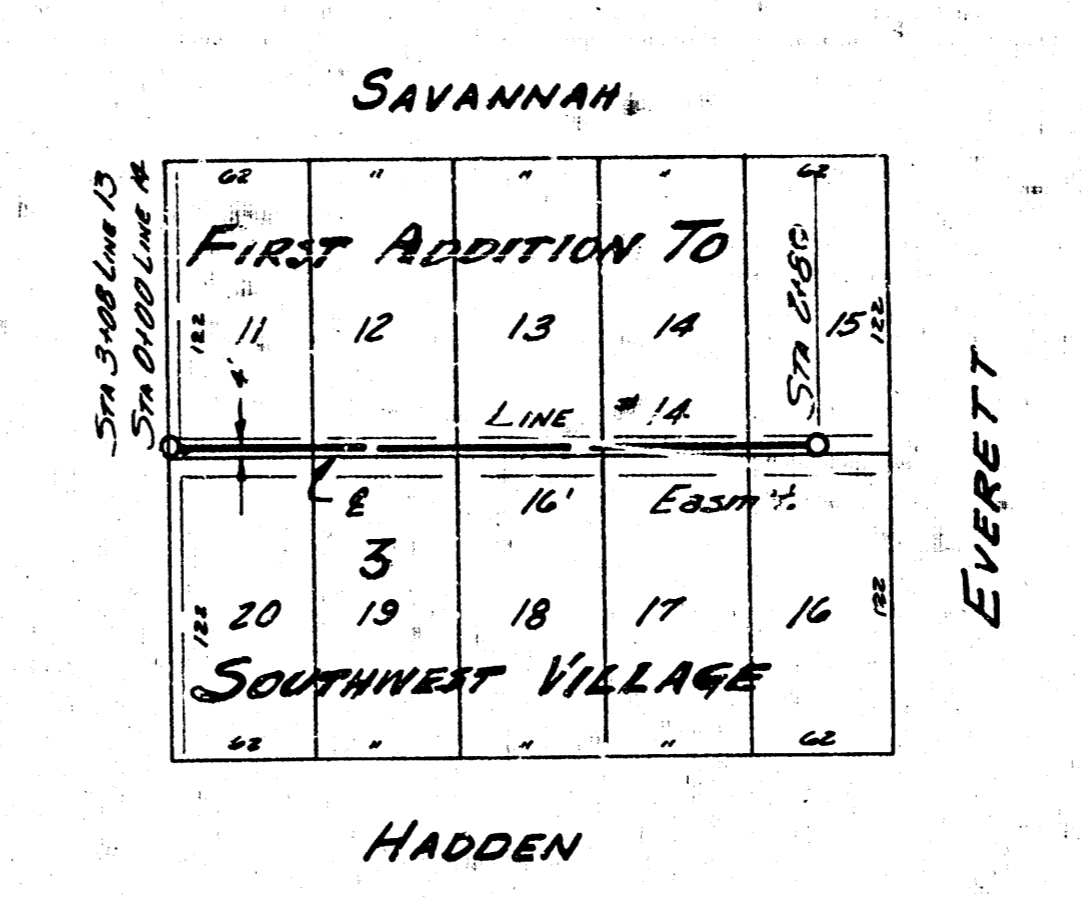 SAVANNAH
STA 3+08 LINE 13
STA 0+00 LINE 14
62 " " " 62
FIRST ADDITION TO
STA 2+80
122 11 12 13 14 15 122
4'
LINE # 14
EVERETT
℄ 16' Easm't.
3
122 20 19 18 17 16 122
SOUTHWEST VILLAGE
62 " " " 62
HADDEN